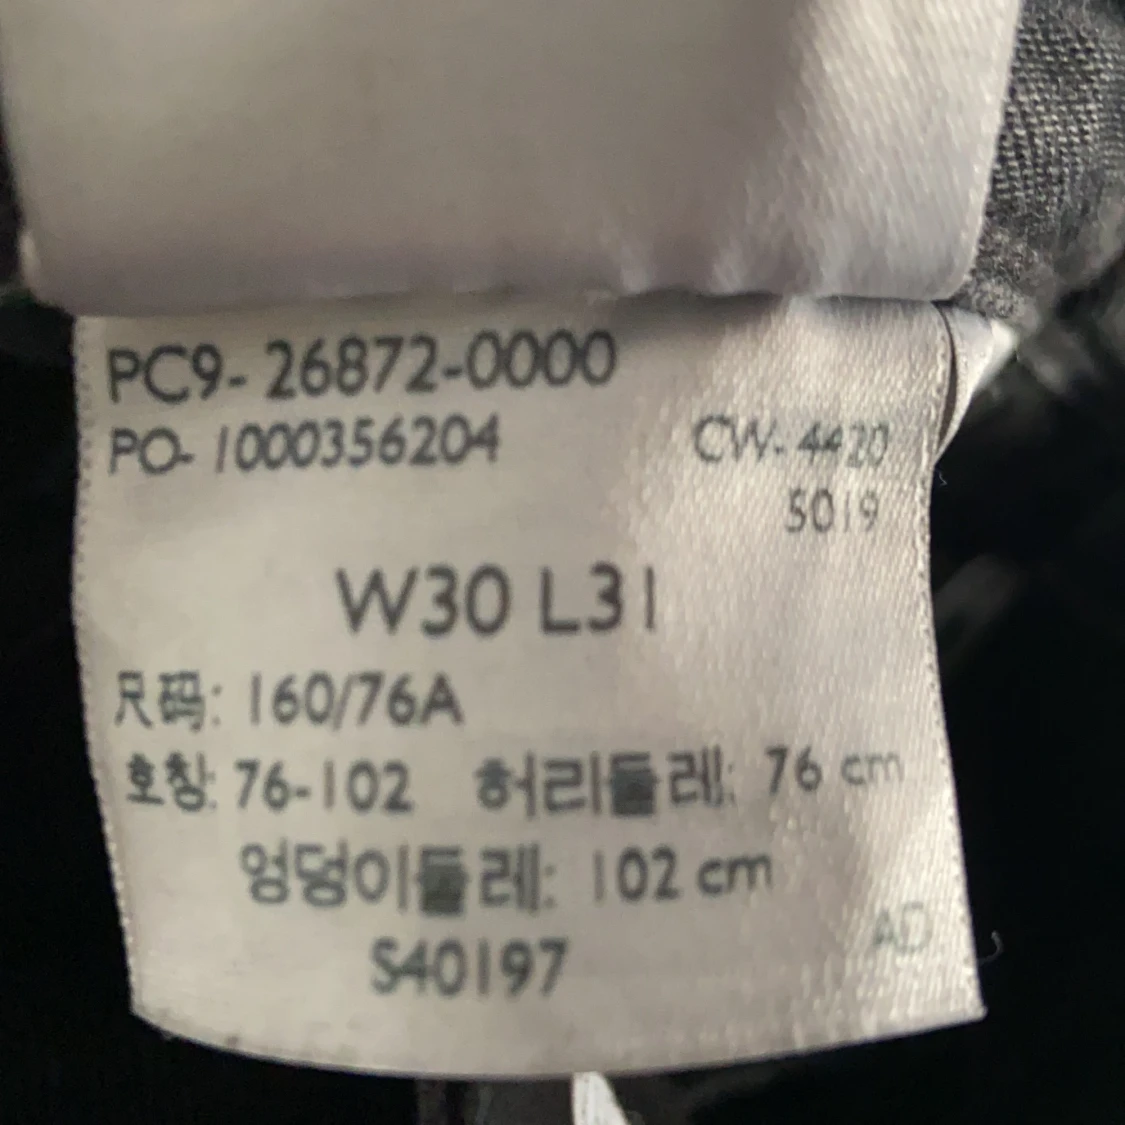 PC9- 26872-0000
PO- 1000356204 CW- 4420
5019
W30 L31
尺码: 160/76A
호칭: 76-102 허리둘레: 76 cm
엉덩이둘레: 102 cm
S40197 AD